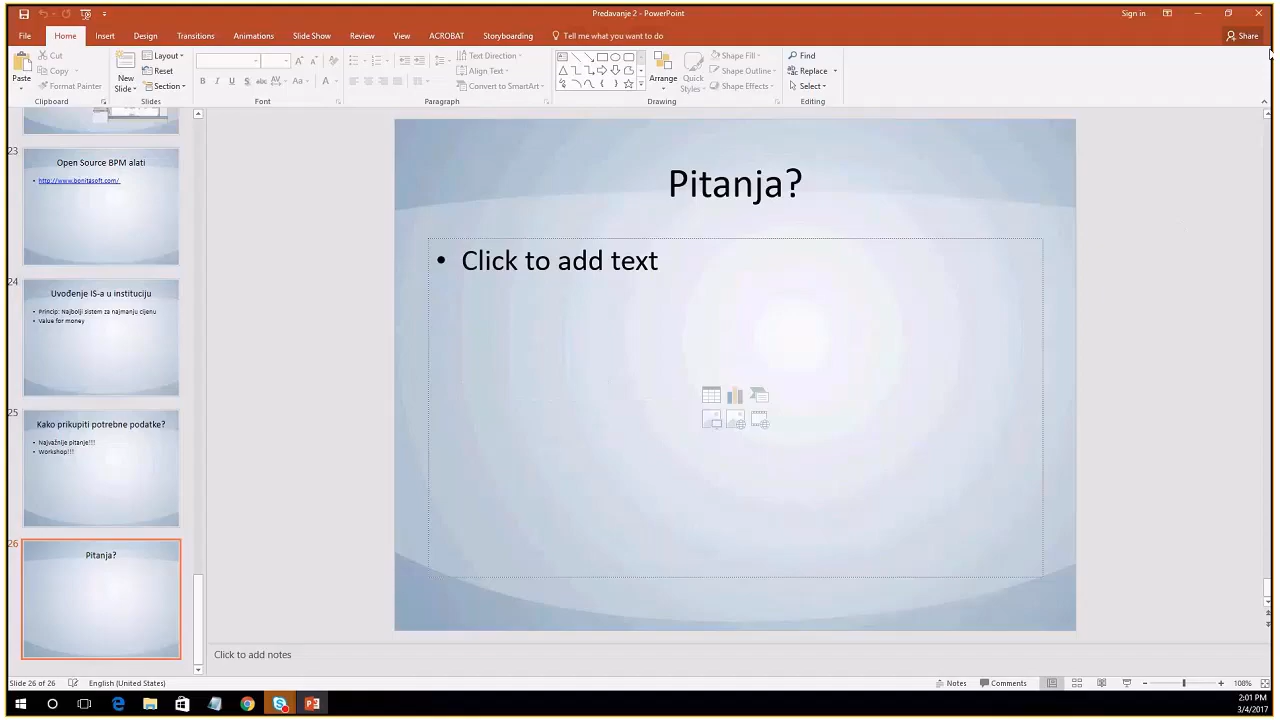 Predavanje 2 - PowerPoint
Sign in
File Home Insert Design Transitions Animations Slide Show Review View ACROBAT Storyboarding Tell me what you want to do
Share
Paste
Cut
Copy
Format Painter
Clipboard
New
Slide
Layout
Reset
Section
Slides
B I U S abc AV Aa A
Font
Text Direction
Align Text
Convert to SmartArt
Paragraph
Arrange
Quick
Styles
Shape Fill
Shape Outline
Shape Effects
Drawing
Find
Replace
Select
Editing
23
Open Source BPM alati
• http://www.bonitasoft.com/
24
Uvođenje IS-a u instituciju
• Princip: Najbolji sistem za najmanju cijenu
• Value for money
25
Kako prikupiti potrebne podatke?
• Najvažnije pitanje!!!!
• Workshop!!!!
26
Pitanja?
Pitanja?
• Click to add text
Click to add notes
Slide 26 of 26
English (United States)
Notes
Comments
108%
2:01 PM
3/4/2017